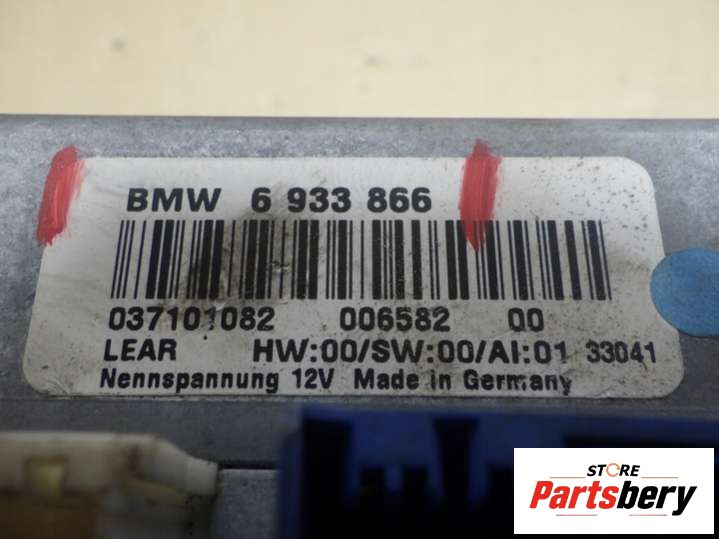 BMW 6 933 866
037101082 006582 00
LEAR HW:00/SW:00/AI:01 33041
Nennspannung 12V Made in Germany
STORE
Partsbery